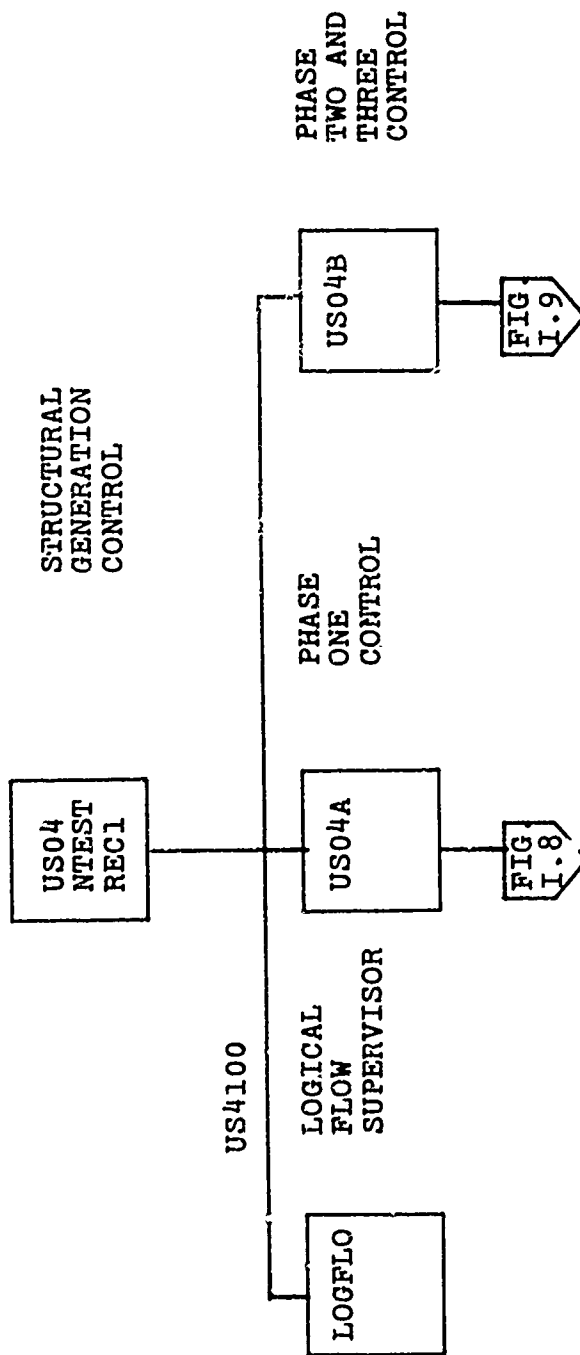 US04
NTEST
REC1
STRUCTURAL
GENERATION
CONTROL
US4100
LOGFLO
LOGICAL
FLOW
SUPERVISOR
US04A
PHASE
ONE
CONTROL
US04B
PHASE
TWO AND
THREE
CONTROL
FIG.
I.8
FIG.
I.9